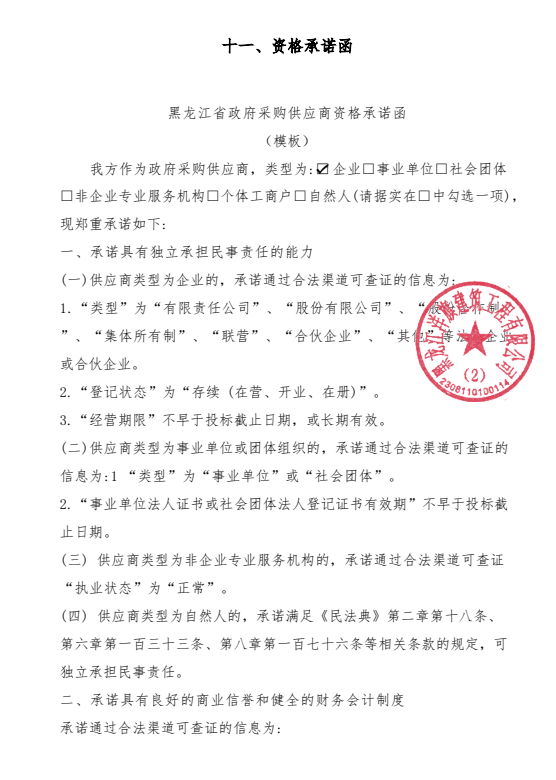 十一、资格承诺函
黑龙江省政府采购供应商资格承诺函
（模板）
我方作为政府采购供应商，类型为:☑企业□事业单位□社会团体
□非企业专业服务机构□个体工商户□自然人(请据实在□中勾选一项)，
现郑重承诺如下:
一、承诺具有独立承担民事责任的能力
(一)供应商类型为企业的，承诺通过合法渠道可查证的信息为:
1.“类型”为“有限责任公司”、“股份有限公司”、“股份合作制
”、“集体所有制”、“联营”、“合伙企业”、“其他”等法人企业
或合伙企业。
2.“登记状态”为“存续 (在营、开业、在册)”。
3.“经营期限”不早于投标截止日期，或长期有效。
(二)供应商类型为事业单位或团体组织的，承诺通过合法渠道可查证的
信息为:1 “类型”为“事业单位”或“社会团体”。
2.“事业单位法人证书或社会团体法人登记证书有效期”不早于投标截
止日期。
(三) 供应商类型为非企业专业服务机构的，承诺通过合法渠道可查证
“执业状态”为“正常”。
(四) 供应商类型为自然人的，承诺满足《民法典》第二章第十八条、
第六章第一百三十三条、第八章第一百七十六条等相关条款的规定，可
独立承担民事责任。
二、承诺具有良好的商业信誉和健全的财务会计制度
承诺通过合法渠道可查证的信息为:
建筑工程有限公司
(2)
2308110100114